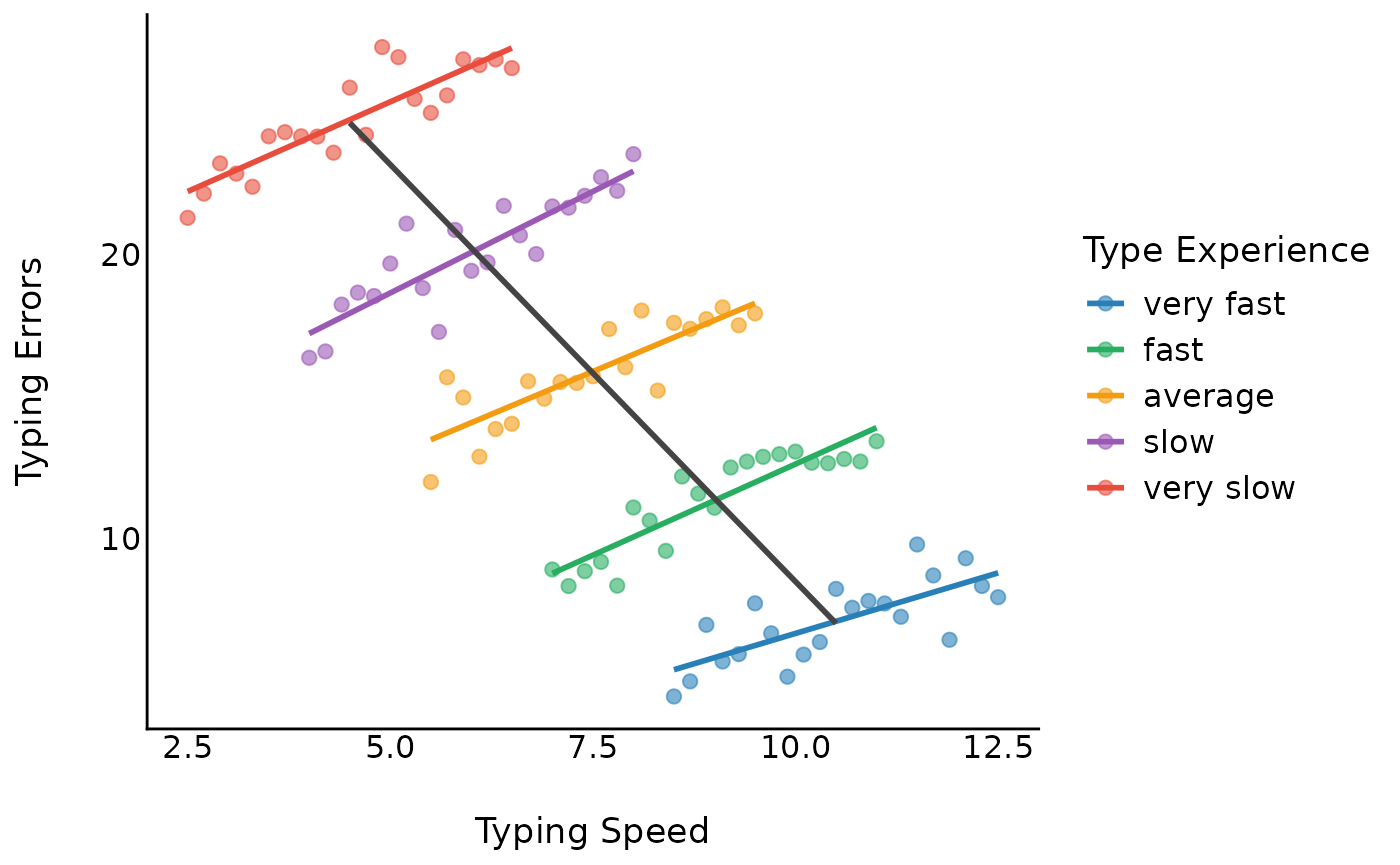 Typing Errors
20
10
2.5 5.0 7.5 10.0 12.5
Typing Speed
Type Experience
very fast
fast
average
slow
very slow